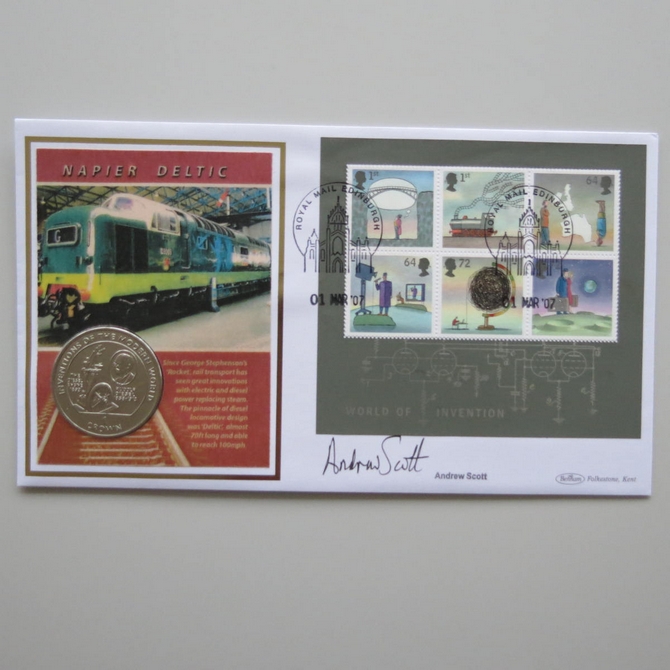 NAPIER DELTIC
Since George Stephenson's
'Rocket', rail transport has
seen great innovations
with electric and diesel
power replacing steam.
The pinnacle of diesel
locomotive design
was 'Deltic', almost
70ft long and able
to reach 100mph.
INVENTIONS OF THE MODERN WORLD
CROWN
1st
1st
64
64
72
ROYAL MAIL EDINBURGH
01 MAR '07
ROYAL MAIL EDINBURGH
01 MAR '07
WORLD OF INVENTION
Andrew Scott
Andrew Scott
Benham Folkestone, Kent